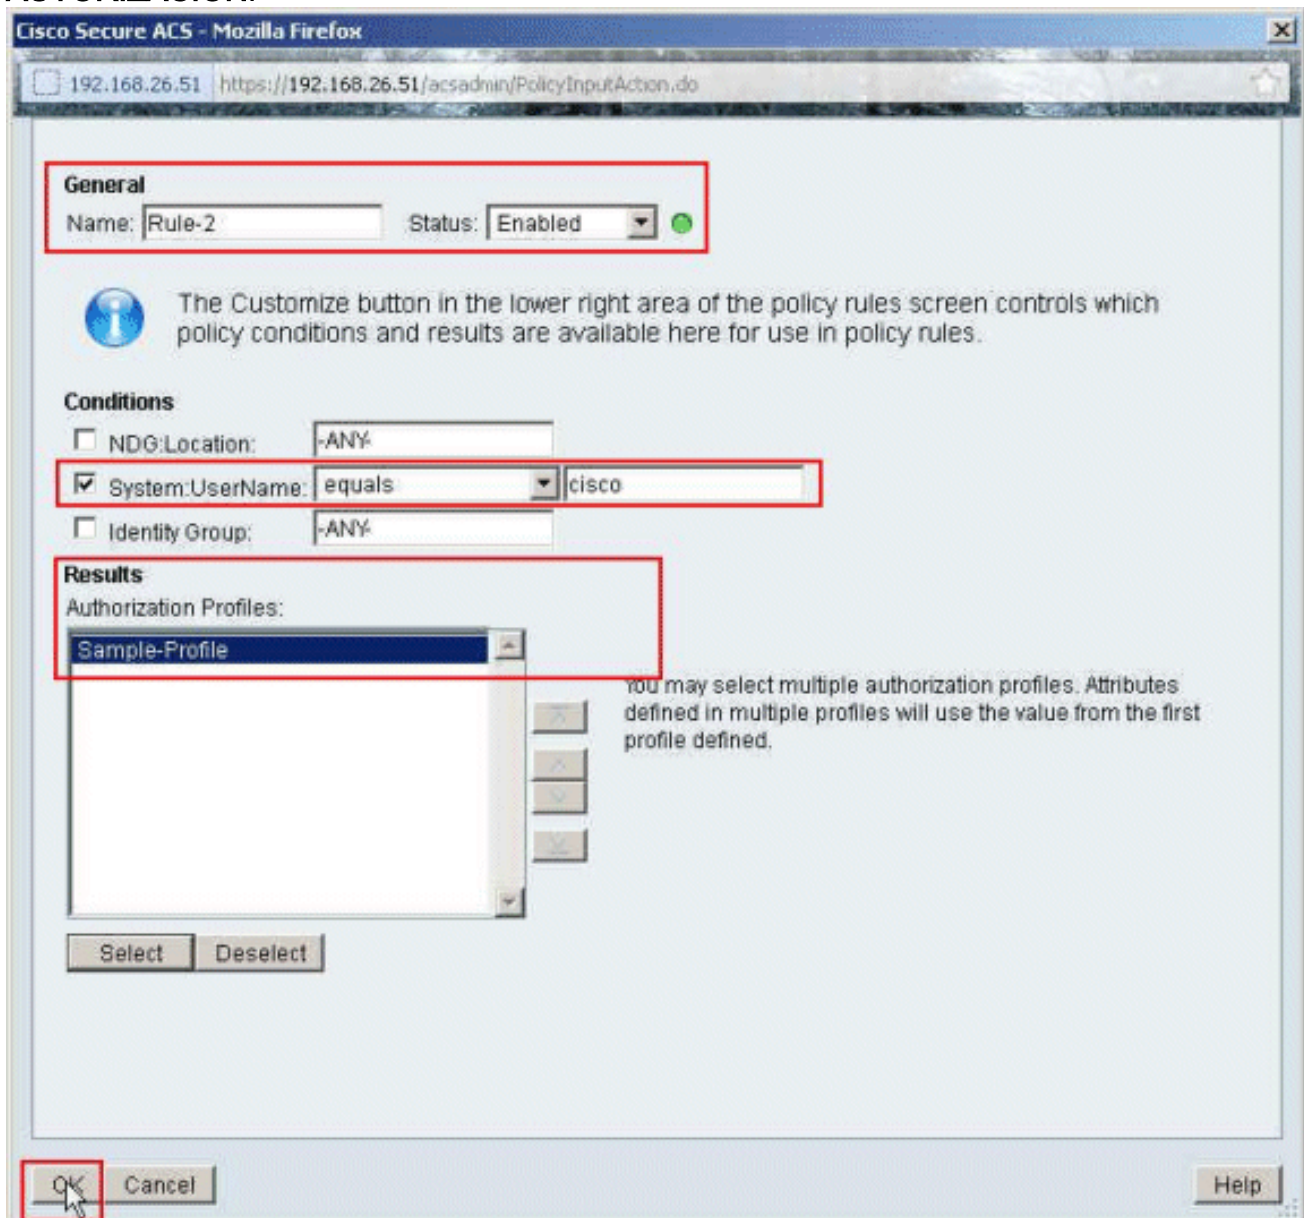 Cisco Secure ACS - Mozilla Firefox
192.168.26.51 https://192.168.26.51/acsadmin/PolicyInputAction.do
General
Name: Rule-2 Status: Enabled
The Customize button in the lower right area of the policy rules screen controls which
policy conditions and results are available here for use in policy rules.
Conditions
NDG:Location: -ANY-
System:UserName: equals cisco
Identity Group: -ANY-
Results
Authorization Profiles:
Sample-Profile
You may select multiple authorization profiles. Attributes
defined in multiple profiles will use the value from the first
profile defined.
Select Deselect
OK Cancel Help